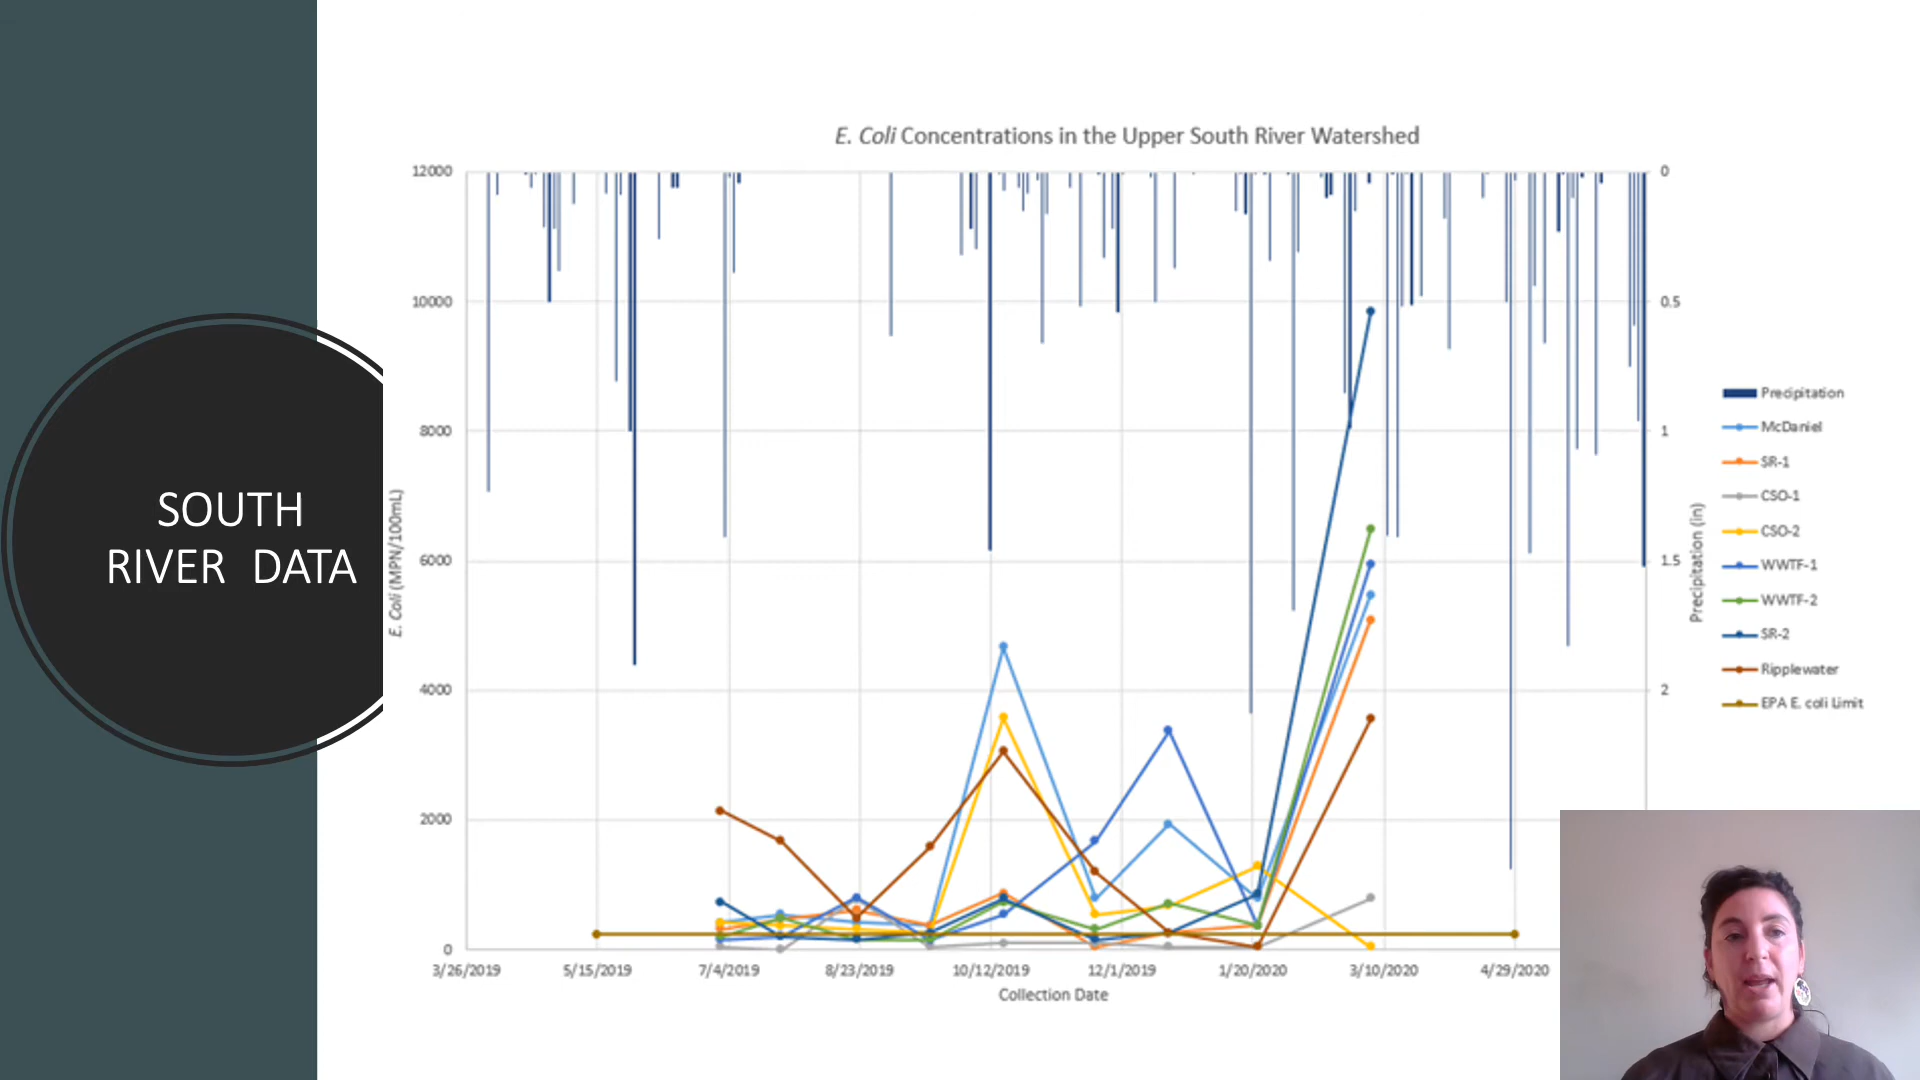 SOUTH
RIVER DATA
E. Coli Concentrations in the Upper South River Watershed
12000
10000
8000
6000
4000
2000
0
E. Coli (MPN/100mL)
0
0.5
1
1.5
2
Precipitation (in)
3/26/2019
5/15/2019
7/4/2019
8/23/2019
10/12/2019
12/1/2019
1/20/2020
3/10/2020
4/29/2020
Collection Date
Precipitation
McDaniel
SR-1
CSO-1
CSO-2
WWTF-1
WWTF-2
SR-2
Ripplewater
EPA E. coli Limit